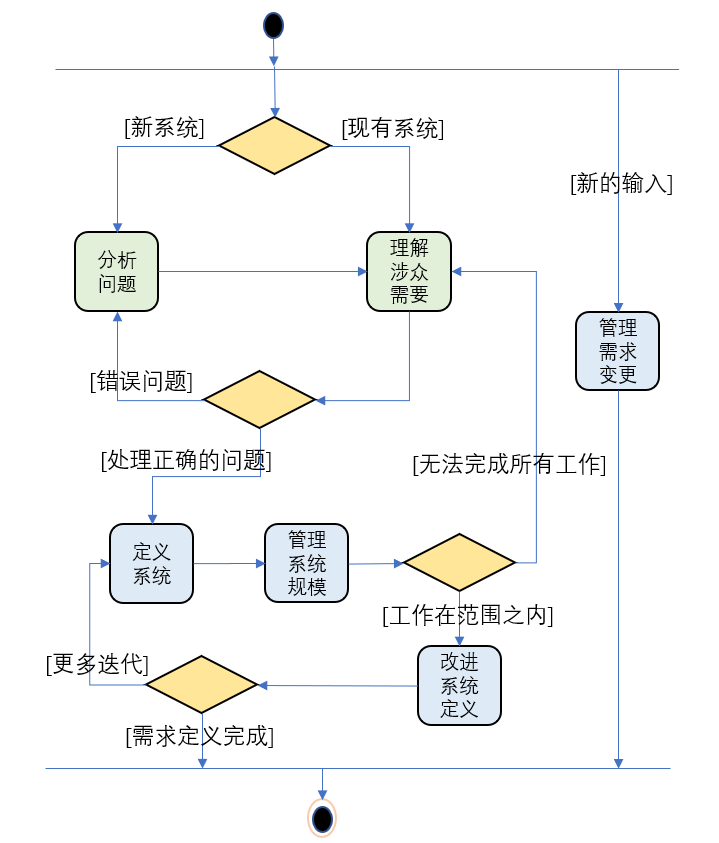 [新系统]
[现有系统]
[新的输入]
分析
问题
理解
涉众
需要
管理
需求
变更
[错误问题]
[处理正确的问题]
[无法完成所有工作]
定义
系统
管理
系统
规模
[工作在范围之内]
[更多迭代]
改进
系统
定义
[需求定义完成]